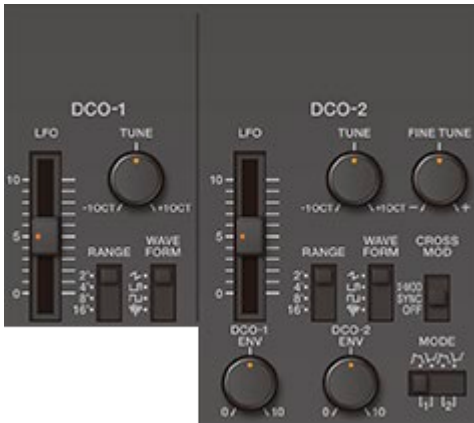 DCO-1
LFO
TUNE
10
5
0
-1OCT
+1OCT
RANGE
WAVE
FORM
2'
4'
8'
16'
DCO-2
LFO
TUNE
FINE TUNE
10
5
0
-1OCT
+1OCT
- +
RANGE
WAVE
FORM
CROSS
MOD
2'
4'
8'
16'
SYNC
OFF
DCO-1
ENV
0 10
DCO-2
ENV
0 10
MODE
[1] [2]